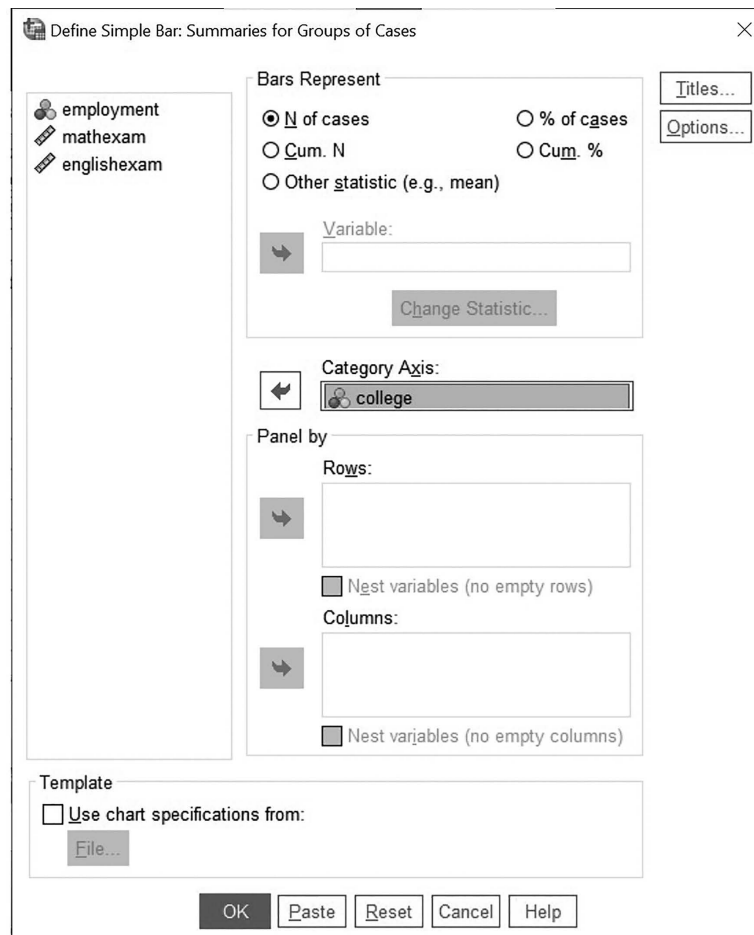 Define Simple Bar: Summaries for Groups of Cases
employment
mathexam
englishexam
Bars Represent
N of cases
% of cases
Cum. N
Cum. %
Other statistic (e.g., mean)
Variable:
Change Statistic...
Titles...
Options...
Category Axis:
college
Panel by
Rows:
Nest variables (no empty rows)
Columns:
Nest variables (no empty columns)
Template
Use chart specifications from:
File...
OK Paste Reset Cancel Help